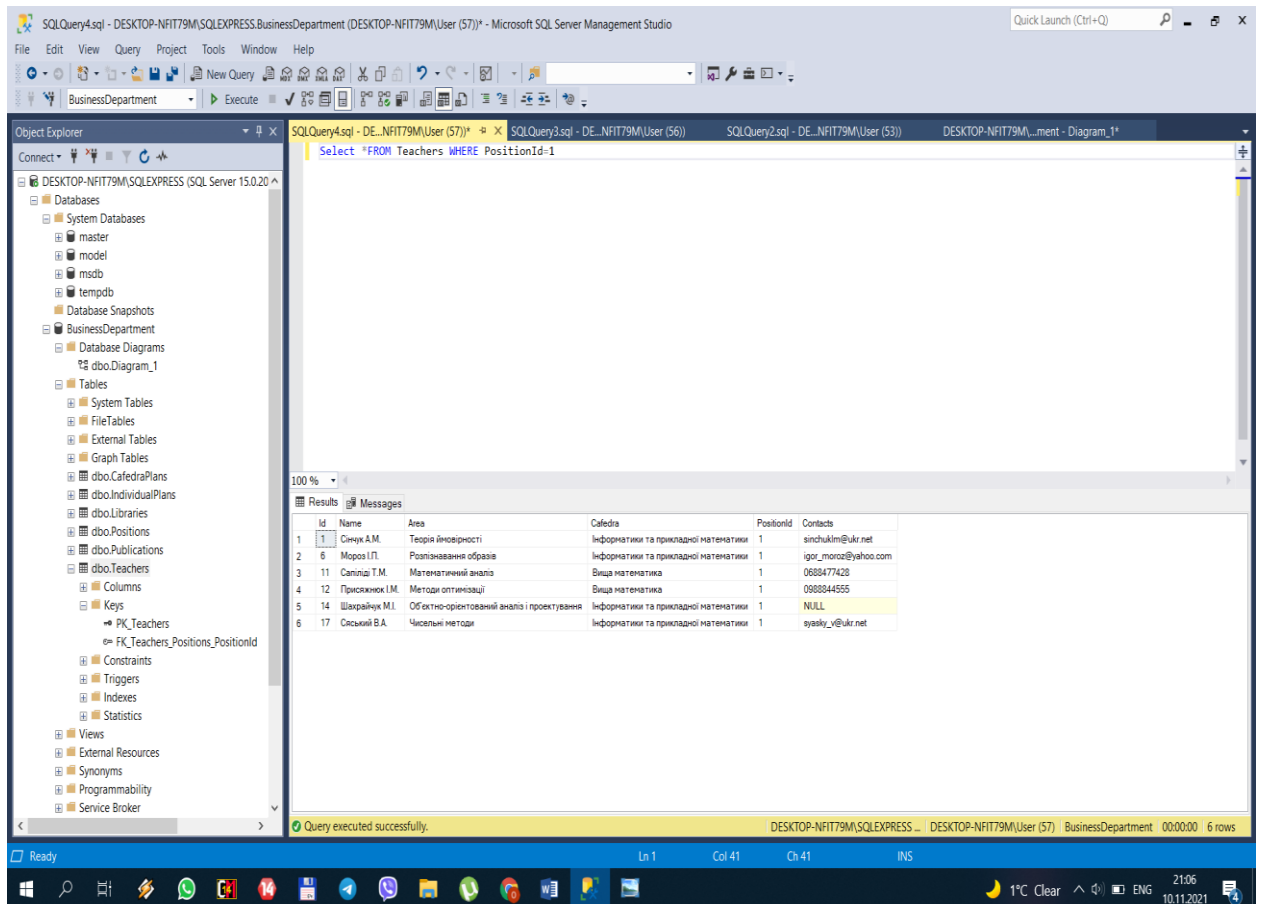 SQLQuery4.sql - DESKTOP-NFIT79M\SQLEXPRESS.BusinessDepartment (DESKTOP-NFIT79M\User (57))* - Microsoft SQL Server Management Studio
Quick Launch (Ctrl+Q)
File Edit View Query Project Tools Window Help
New Query
BusinessDepartment Execute
Object Explorer
SQLQuery4.sql - DE...NFIT79M\User (57))* SQLQuery3.sql - DE...NFIT79M\User (56)) SQLQuery2.sql - DE...NFIT79M\User (53)) DESKTOP-NFIT79M\...ment - Diagram_1*
Connect
Select *FROM Teachers WHERE PositionId=1
DESKTOP-NFIT79M\SQLEXPRESS (SQL Server 15.0.20
Databases
System Databases
master
model
msdb
tempdb
Database Snapshots
BusinessDepartment
Database Diagrams
dbo.Diagram_1
Tables
System Tables
FileTables
External Tables
Graph Tables
dbo.CafedraPlans
dbo.IndividualPlans
dbo.Libraries
dbo.Positions
dbo.Publications
dbo.Teachers
Columns
Keys
PK_Teachers
FK_Teachers_Positions_PositionId
Constraints
Triggers
Indexes
Statistics
Views
External Resources
Synonyms
Programmability
Service Broker
100 %
Results Messages
Id Name Area Cafedra PositionId Contacts
1 1 Сінчук А.М. Теорія ймовірності Інформатики та прикладної математики 1 sinchuklm@ukr.net
2 6 Мороз І.П. Розпізнавання образів Інформатики та прикладної математики 1 igor_moroz@yahoo.com
3 11 Сапіліді Т.М. Математичний аналіз Вища математика 1 0688477428
4 12 Присяжнюк І.М. Методи оптимізації Вища математика 1 0988844555
5 14 Шахрайчук М.І. Об'єктно-орієнтований аналіз і проектування Інформатики та прикладної математики 1 NULL
6 17 Сяський В.А. Чисельні методи Інформатики та прикладної математики 1 syasky_v@ukr.net
Query executed successfully. DESKTOP-NFIT79M\SQLEXPRESS ... DESKTOP-NFIT79M\User (57) BusinessDepartment 00:00:00 6 rows
Ready Ln 1 Col 41 Ch 41 INS
14
1°C Clear ENG 21:06
10.11.2021 4